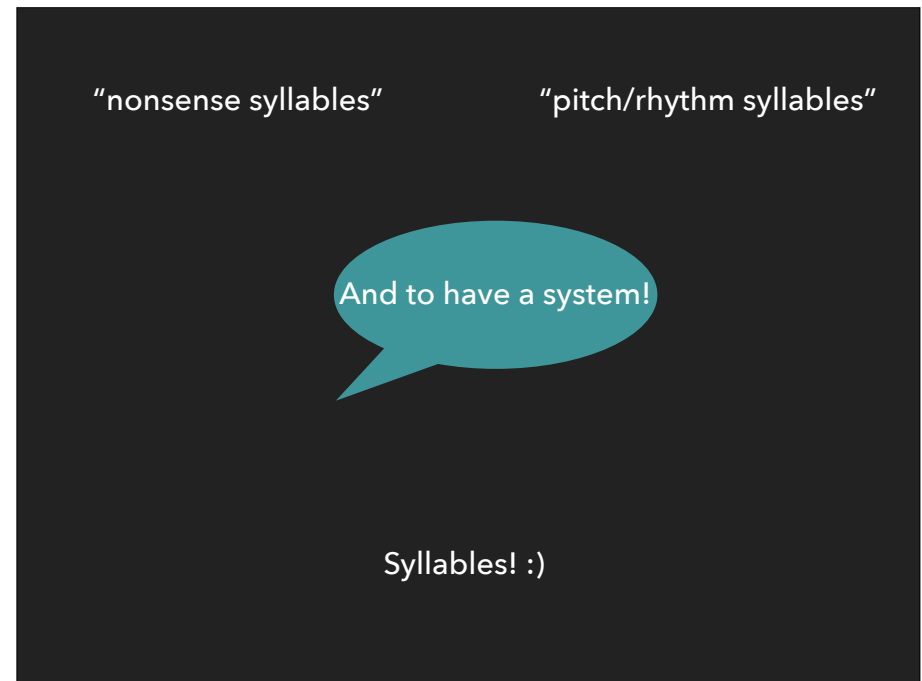 “nonsense syllables”
“pitch/rhythm syllables”
And to have a system!
Syllables! :)